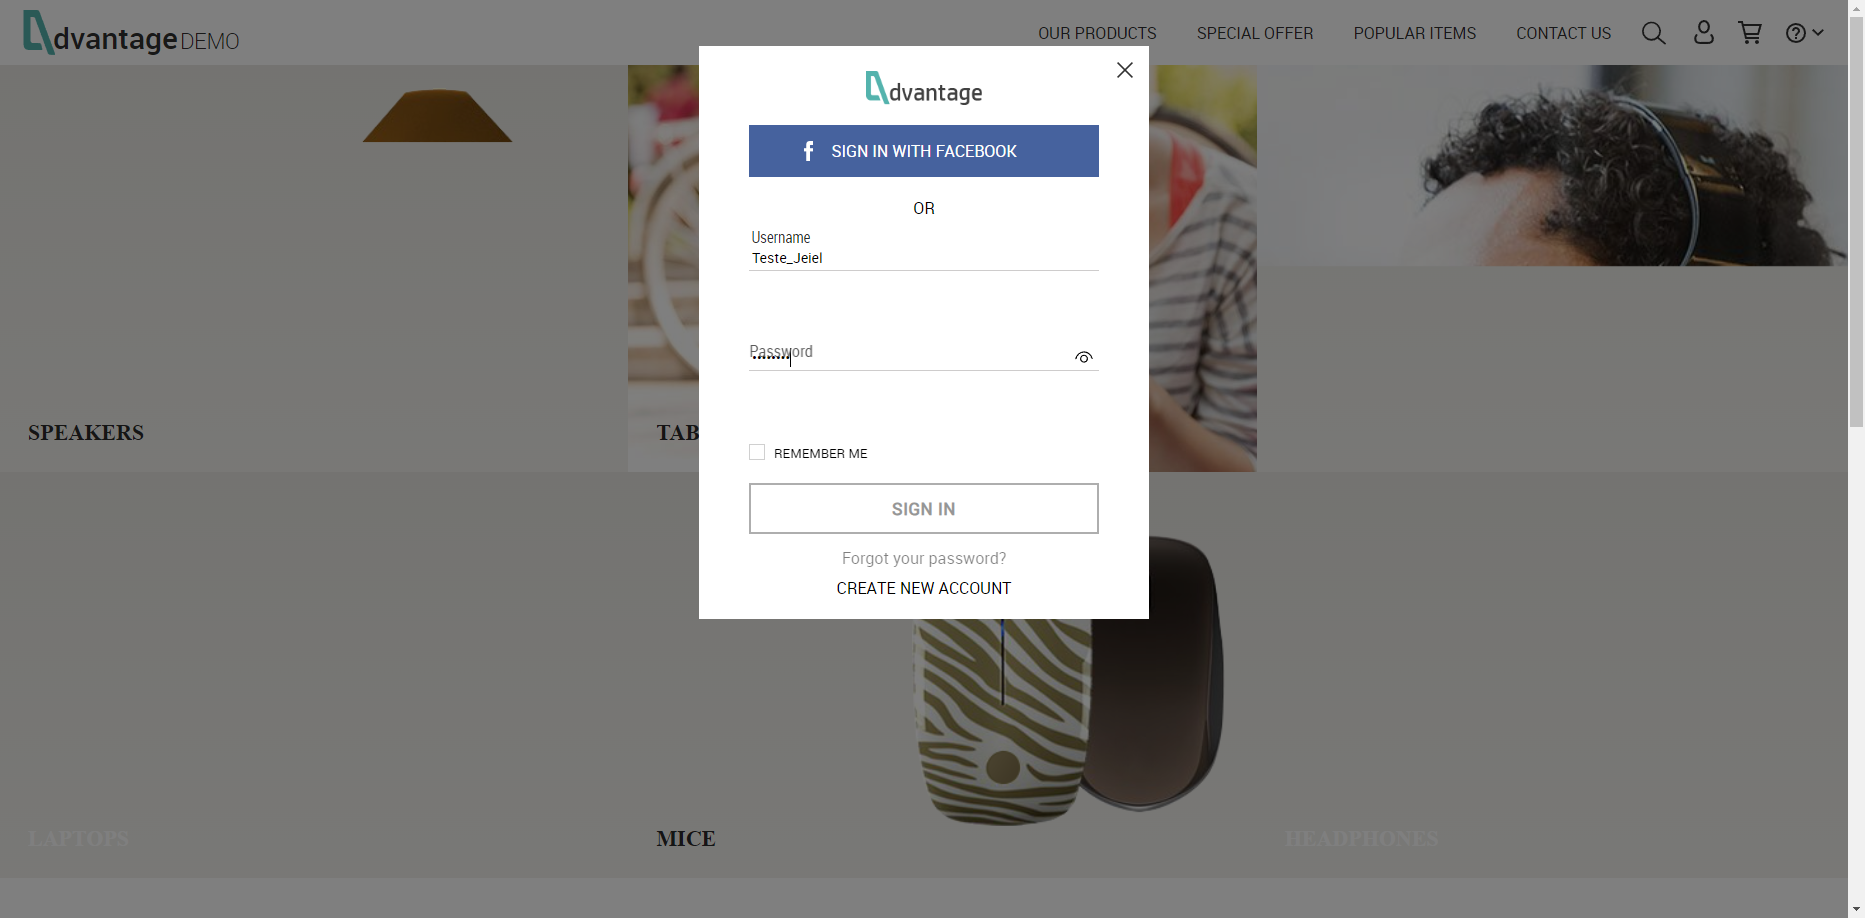 dvantage DEMO
OUR PRODUCTS
SPECIAL OFFER
POPULAR ITEMS
CONTACT US
dvantage
SIGN IN WITH FACEBOOK
OR
Username
Teste_Jeiel
Password
REMEMBER ME
SIGN IN
Forgot your password?
CREATE NEW ACCOUNT
SPEAKERS
TAB
LAPTOPS
MICE
HEADPHONES